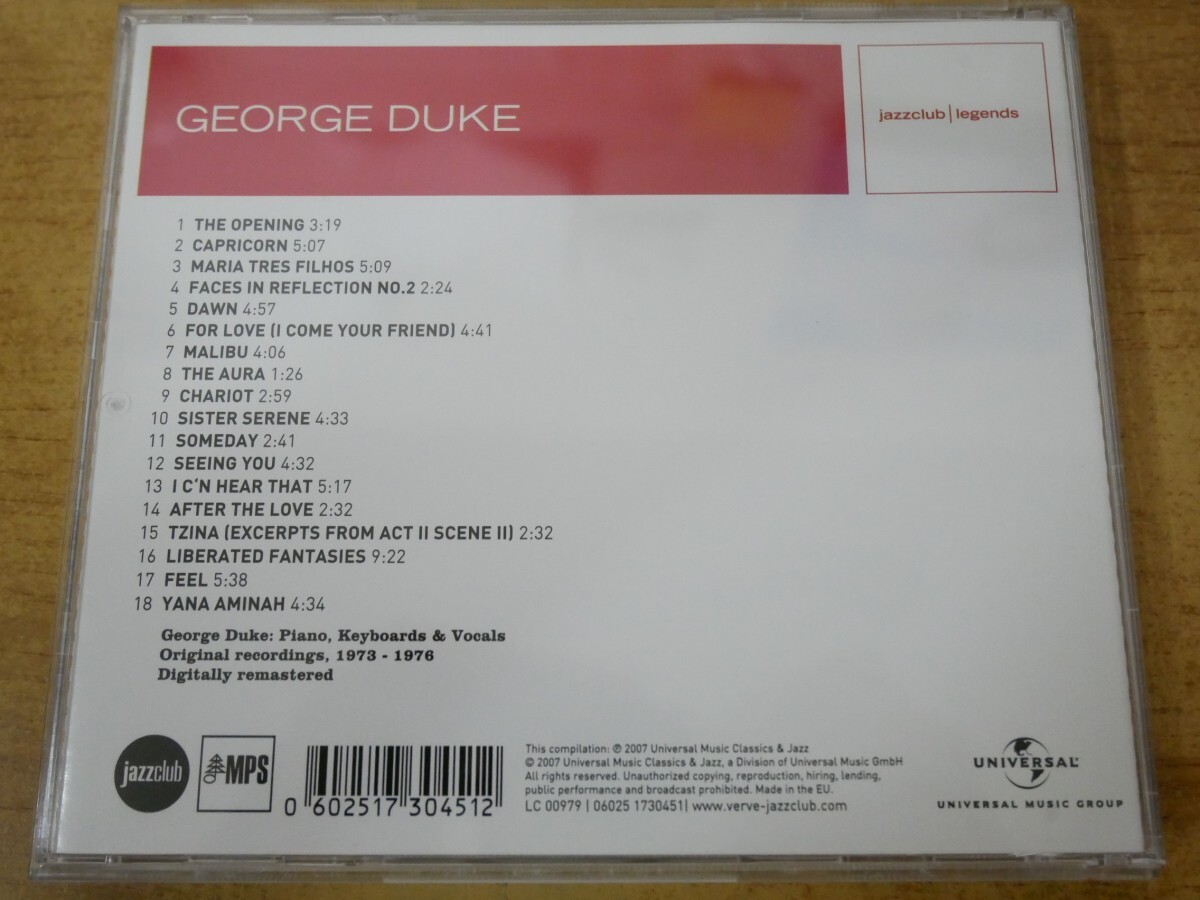 GEORGE DUKE
jazzclub|legends
1 THE OPENING 3:19
2 CAPRICORN 5:07
3 MARIA TRES FILHOS 5:09
4 FACES IN REFLECTION NO.2 2:24
5 DAWN 4:57
6 FOR LOVE (I COME YOUR FRIEND) 4:41
7 MALIBU 4:06
8 THE AURA 1:26
9 CHARIOT 2:59
10 SISTER SERENE 4:33
11 SOMEDAY 2:41
12 SEEING YOU 4:32
13 I C'N HEAR THAT 5:17
14 AFTER THE LOVE 2:32
15 TZINA (EXCERPTS FROM ACT II SCENE II) 2:32
16 LIBERATED FANTASIES 9:22
17 FEEL 5:38
18 YANA AMINAH 4:34
George Duke: Piano, Keyboards & Vocals
Original recordings, 1973 - 1976
Digitally remastered
jazzclub
MPS
0 602517 304512
This compilation: ℗ 2007 Universal Music Classics & Jazz
© 2007 Universal Music Classics & Jazz, a Division of Universal Music GmbH
All rights reserved. Unauthorized copying, reproduction, hiring, lending,
public performance and broadcast prohibited. Made in the EU.
LC 00979 | 06025 1730451| www.verve-jazzclub.com
UNIVERSAL
UNIVERSAL MUSIC GROUP